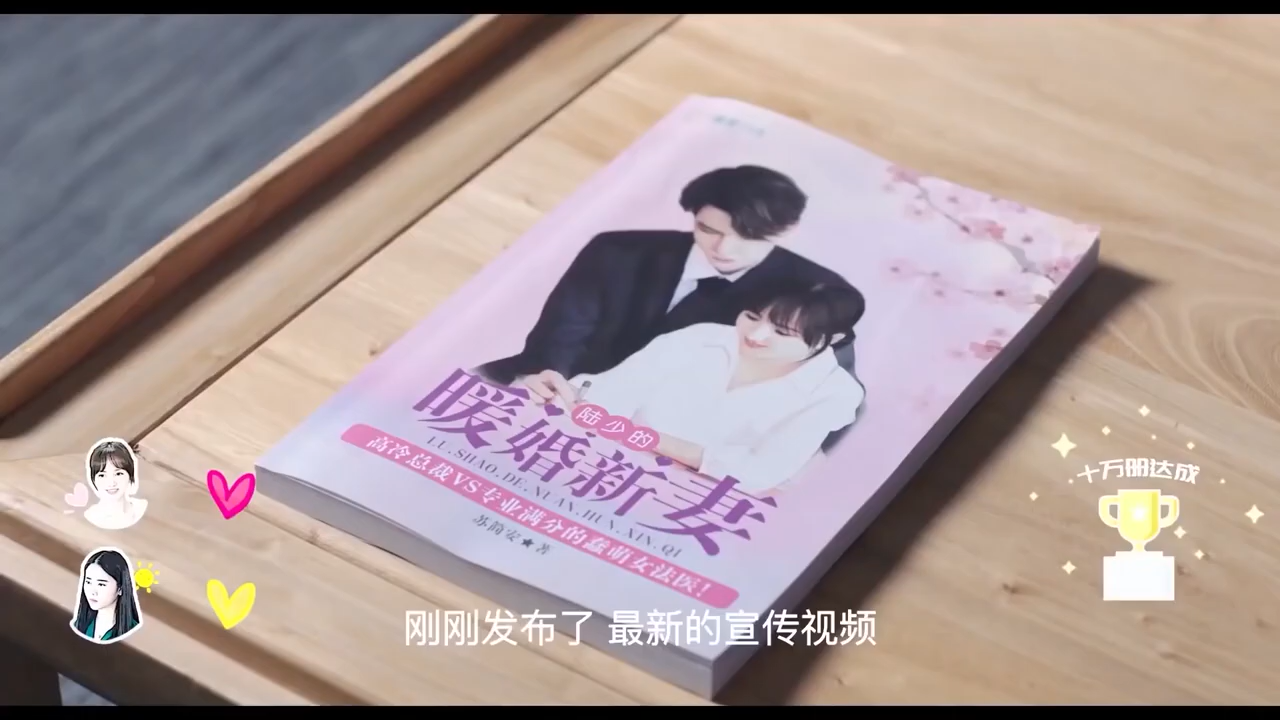 陆少的
暖婚新妻
LU.SHAO.DE.NUAN.HUN.XIN.QI
高冷总裁VS专业满分的蠢萌女法医！
苏简安★著
十万册达成
刚刚发布了 最新的宣传视频